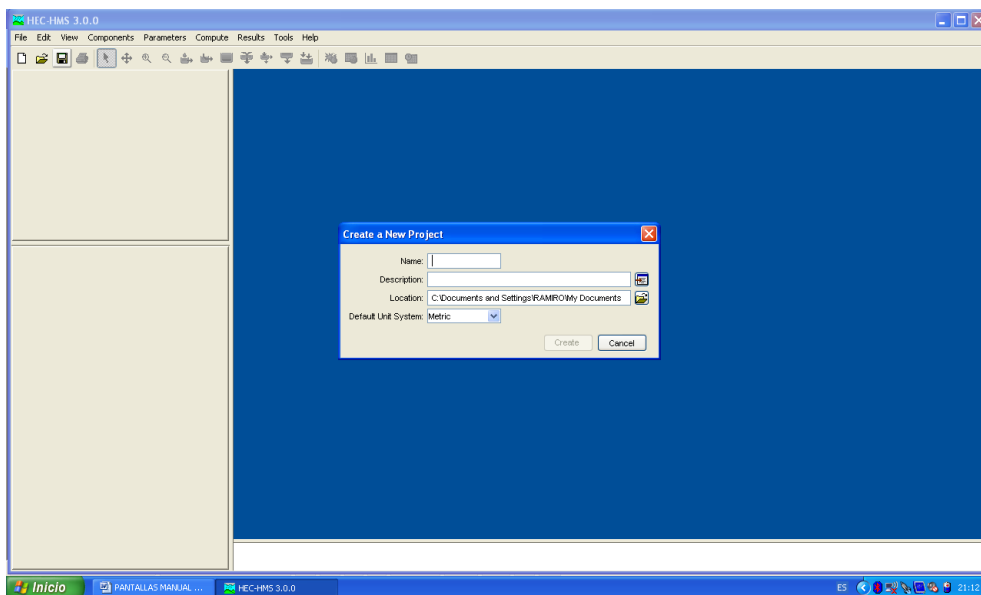 HEC-HMS 3.0.0
File Edit View Components Parameters Compute Results Tools Help
Create a New Project
Name:
Description:
Location: C:\Documents and Settings\RAMIRO\My Documents
Default Unit System: Metric
Create Cancel
Inicio PANTALLAS MANUAL ... HEC-HMS 3.0.0 ES 21:12